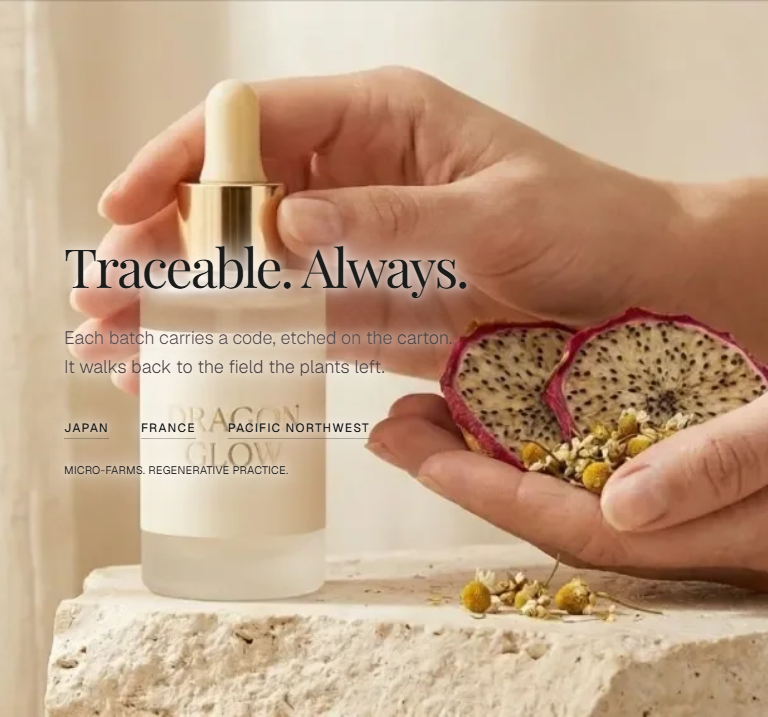 Traceable. Always.
Each batch carries a code, etched on the carton.
It walks back to the field the plants left.
DRAGON
GLOW
JAPAN FRANCE PACIFIC NORTHWEST
MICRO-FARMS. REGENERATIVE PRACTICE.